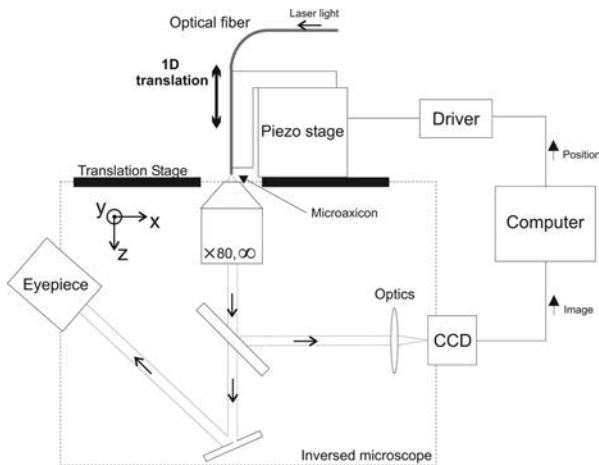 Laser light
Optical fiber
1D
translation
Piezo stage
Driver
Position
Translation Stage
Microaxicon
Computer
y
x
z
×80,∞
Eyepiece
Optics
Image
CCD
Inversed microscope